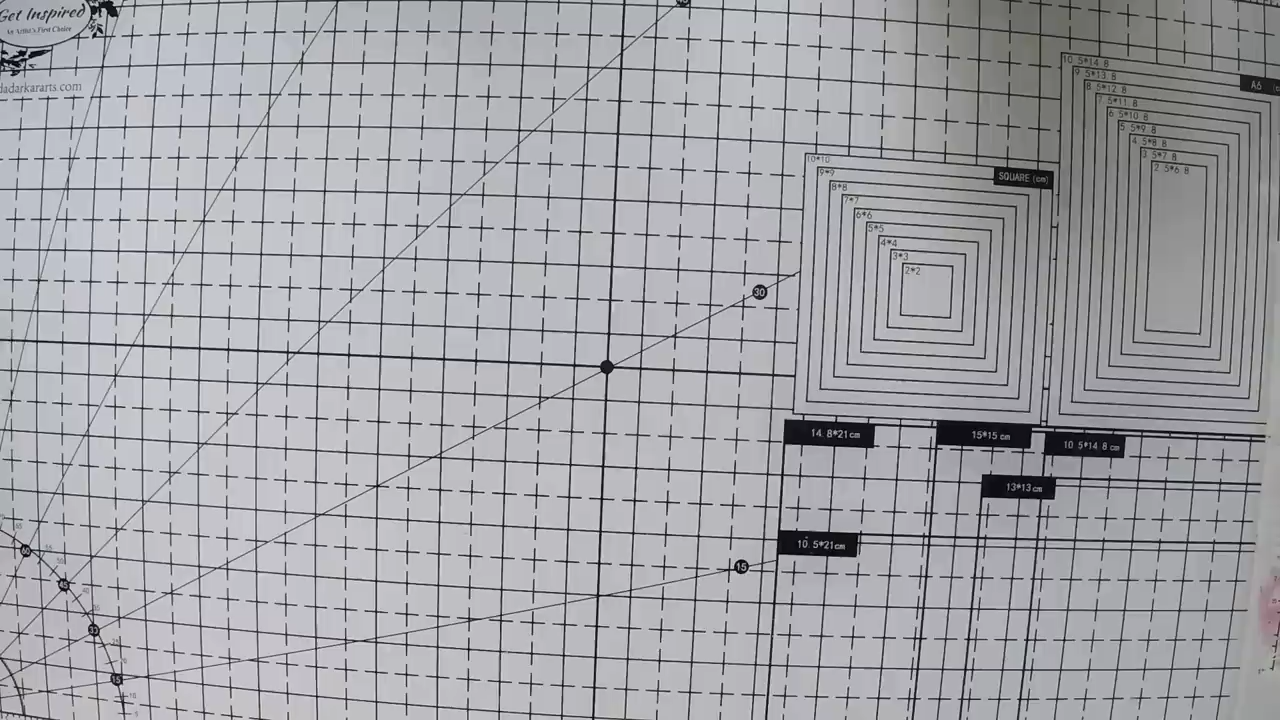 Get Inspired
An Artist's First Choice
dadarkararts.com
45
10*10
9*9
8*8
7*7
6*6
5*5
4*4
3*3
2*2
SQUARE (cm)
10.5*14.8
9.5*13.8
8.5*12.8
7.5*11.8
6.5*10.8
5.5*9.8
4.5*8.8
3.5*7.8
2.5*6.8
A6
30
14.8*21cm
15*15 cm
10.5*14.8 cm
13*13 cm
10.5*21cm
15
60
45
30
15